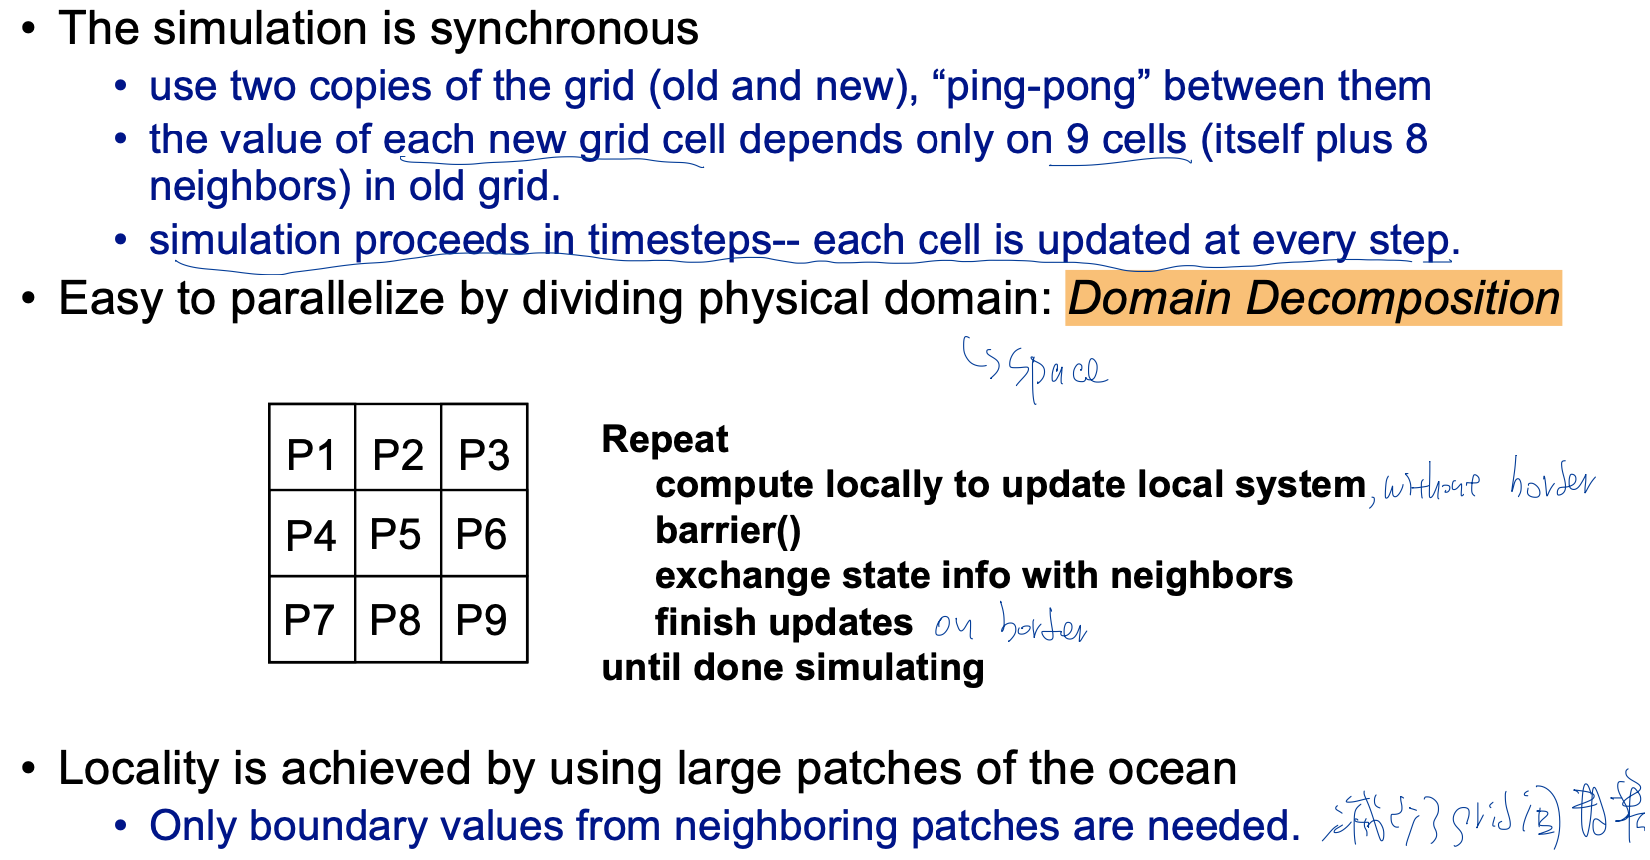 • The simulation is synchronous
• use two copies of the grid (old and new), “ping-pong” between them
• the value of each new grid cell depends only on 9 cells (itself plus 8
neighbors) in old grid.
• simulation proceeds in timesteps-- each cell is updated at every step.
• Easy to parallelize by dividing physical domain: Domain Decomposition
↳ space
P1 P2 P3
P4 P5 P6
P7 P8 P9
Repeat
compute locally to update local system, without border
barrier()
exchange state info with neighbors
finish updates on border
until done simulating
• Locality is achieved by using large patches of the ocean
• Only boundary values from neighboring patches are needed. 减少了grid间